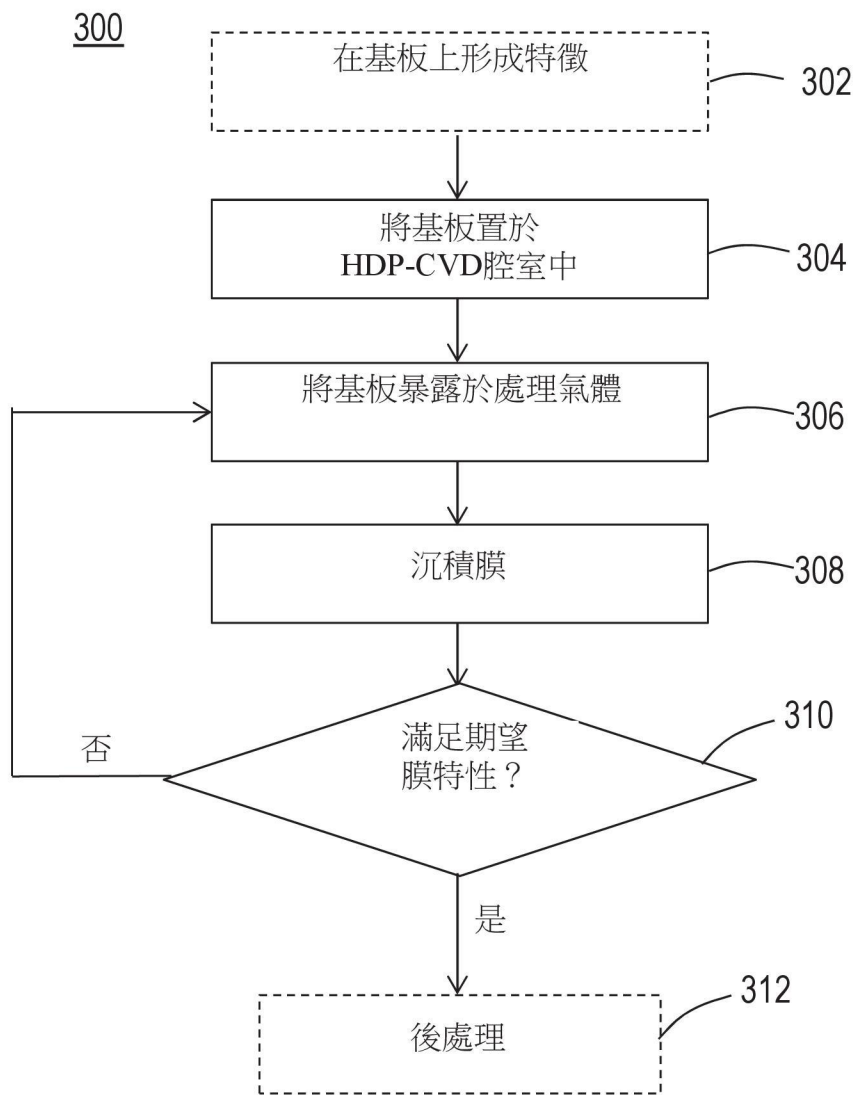 300
在基板上形成特徵
302
將基板置於
HDP-CVD腔室中
304
將基板暴露於處理氣體
306
沉積膜
308
滿足期望
膜特性？
310
否
是
後處理
312